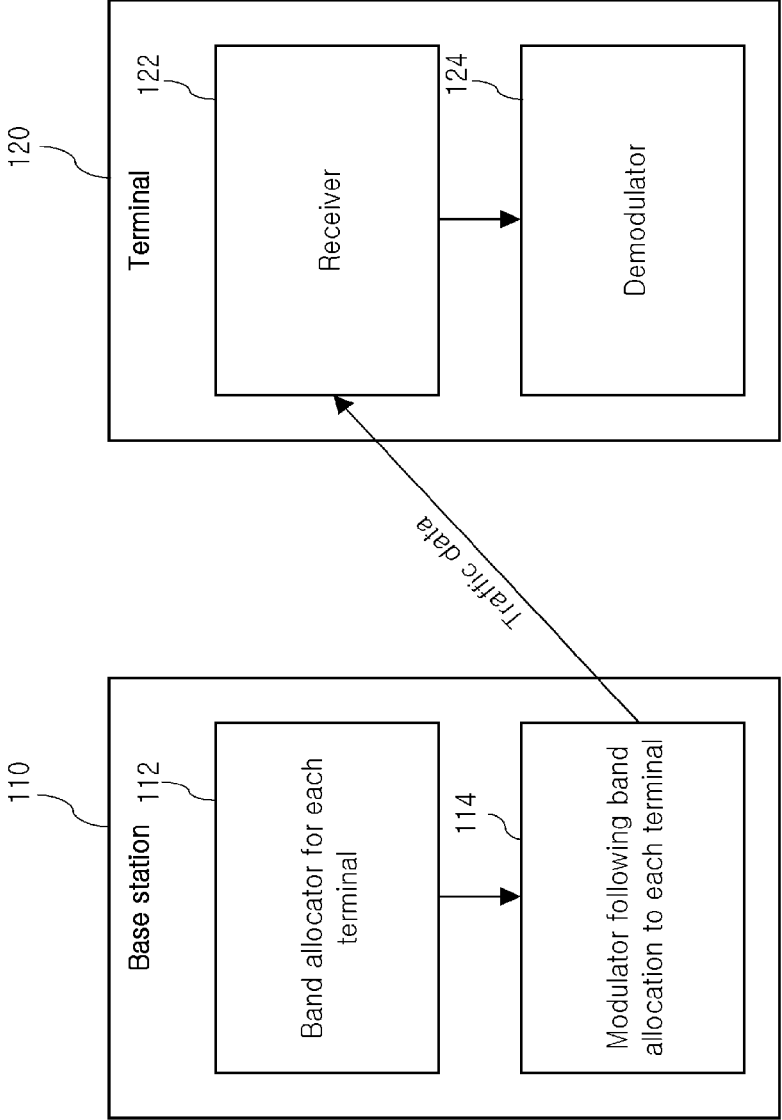 110
Base station
112
Band allocator for each
terminal
114
Modulator following band
allocation to each terminal
Traffic data
120
Terminal
122
Receiver
124
Demodulator